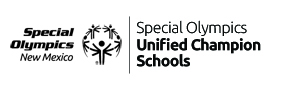 Special
Olympics
New Mexico
Special Olympics
Unified Champion
Schools